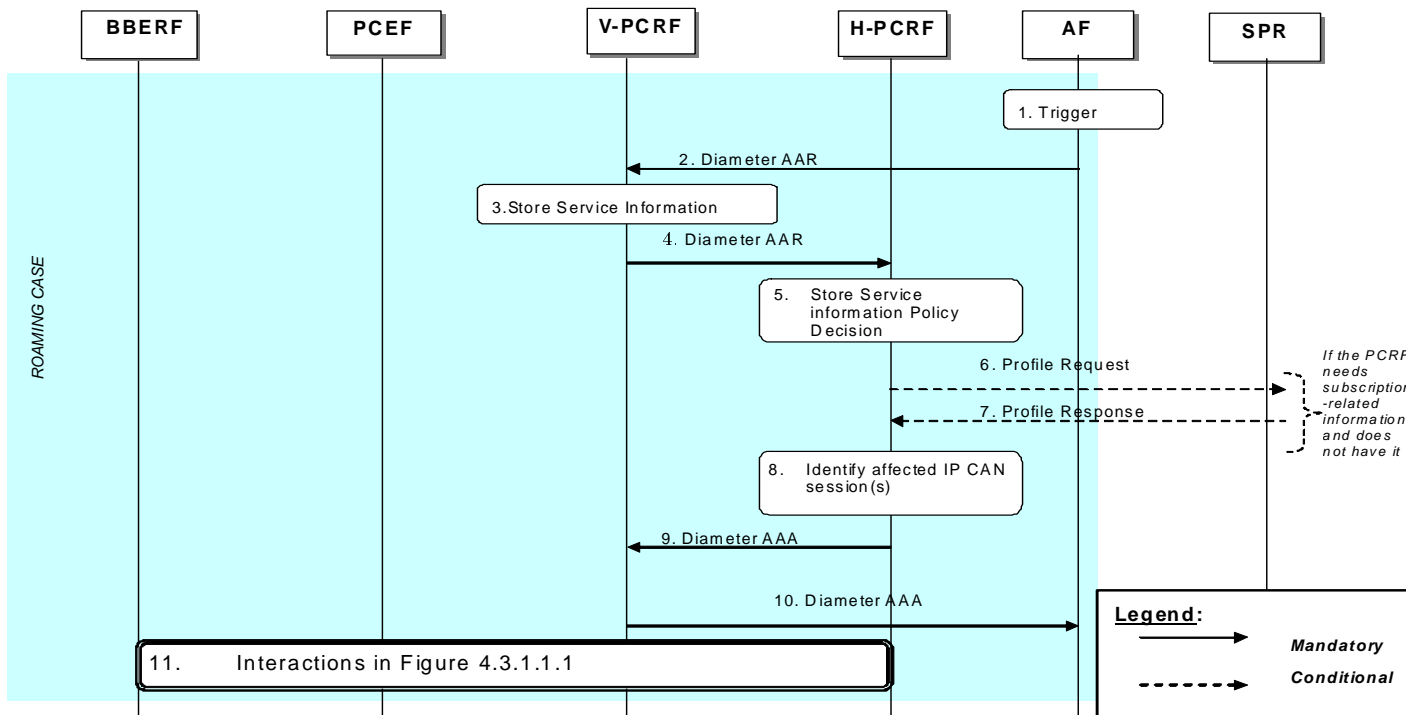 BBERF
PCEF
V-PCRF
H-PCRF
AF
SPR
1. Trigger
2. Diameter AAR
3.Store Service Information
4. Diameter AAR
ROAMING CASE
5. Store Service
information Policy
Decision
6. Profile Request
7. Profile Response
If the PCRF
needs
subscription
-related
information
and does
not have it
8. Identify affected IP CAN
session(s)
9. Diameter AAA
10. Diameter AAA
11. Interactions in Figure 4.3.1.1.1
Legend:
Mandatory
Conditional